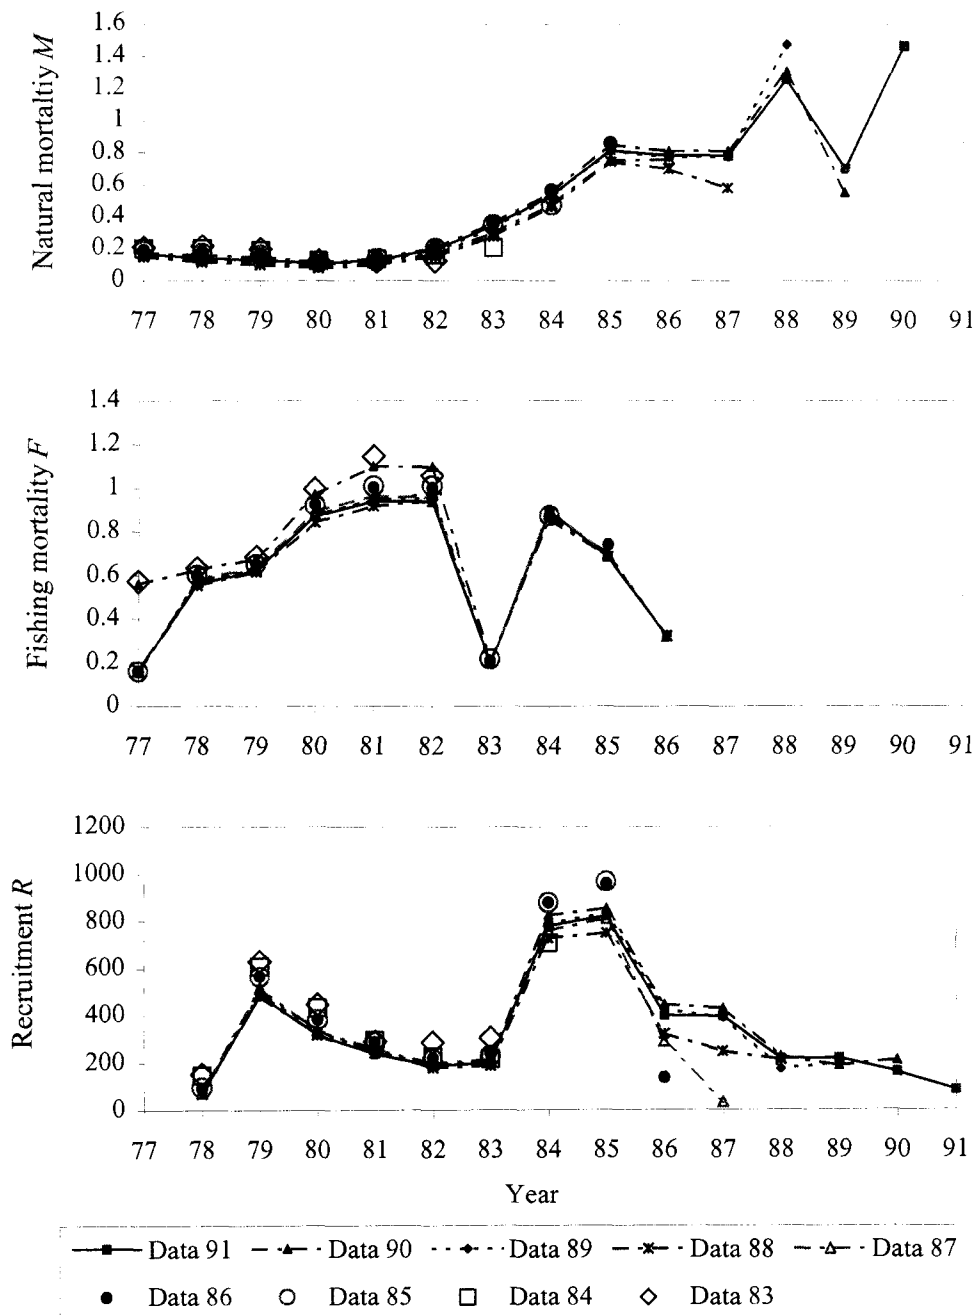 1.6
1.4
1.2
1
0.8
0.6
0.4
0.2
0
Natural mortaltiy M
77 78 79 80 81 82 83 84 85 86 87 88 89 90 91
1.4
1.2
1
0.8
0.6
0.4
0.2
0
Fishing mortality F
77 78 79 80 81 82 83 84 85 86 87 88 89 90 91
1200
1000
800
600
400
200
0
Recruitment R
77 78 79 80 81 82 83 84 85 86 87 88 89 90 91
Year
Data 91 Data 90 Data 89 Data 88 Data 87
Data 86 Data 85 Data 84 Data 83